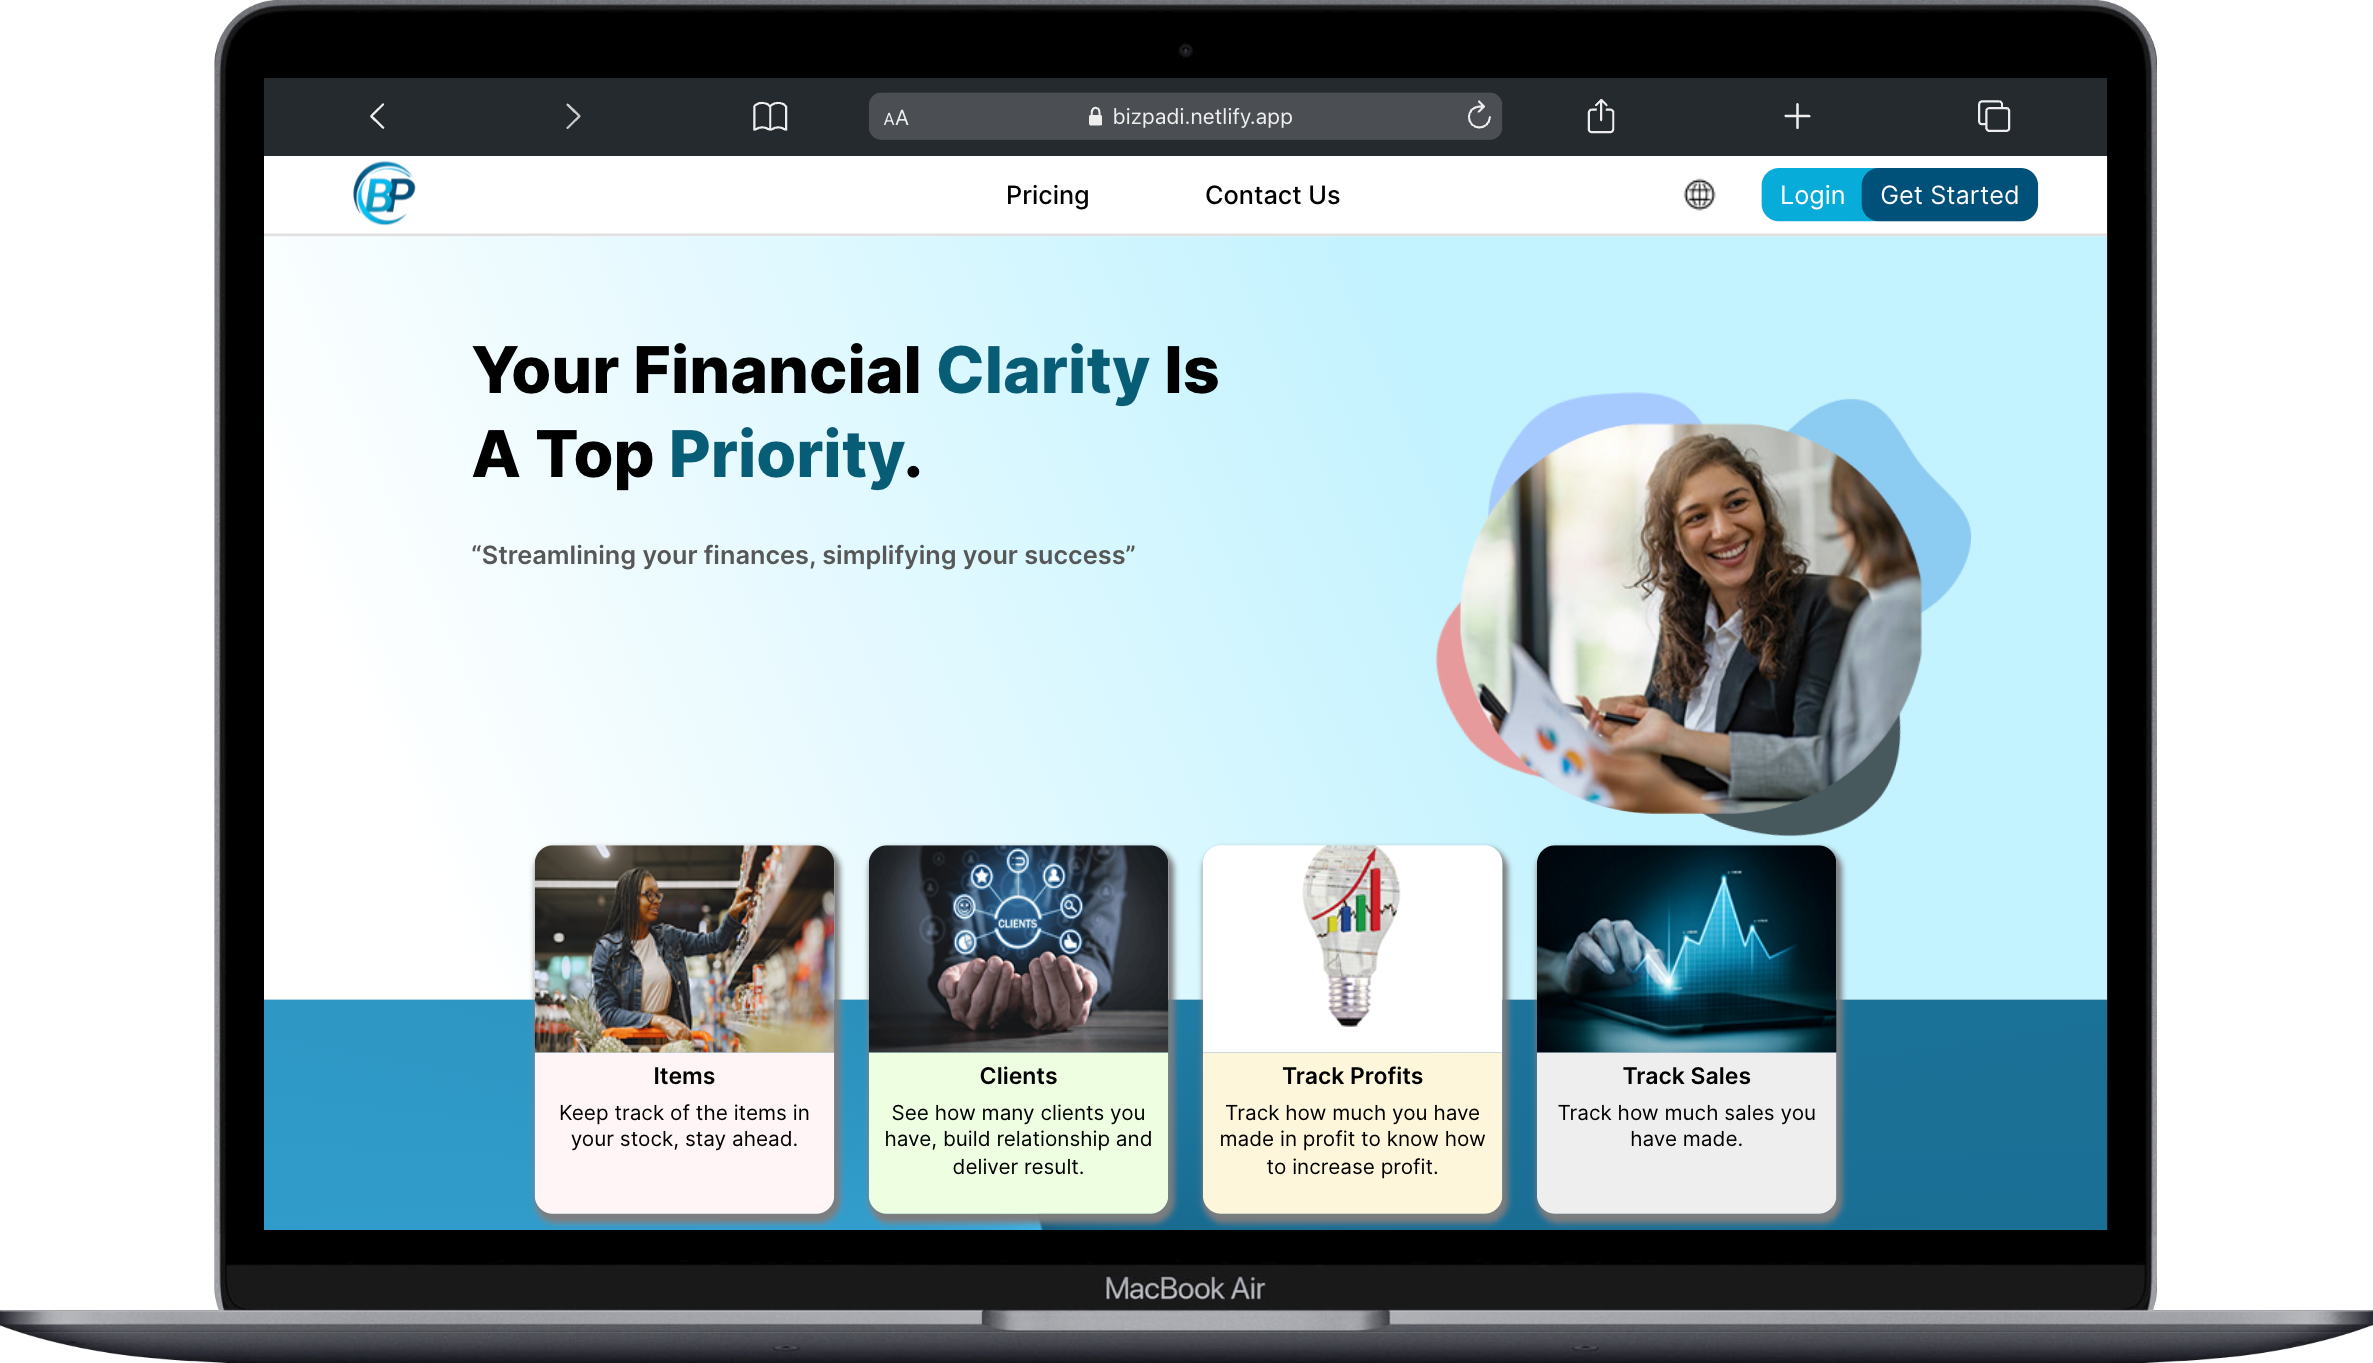 AA
bizpadi.netlify.app
BP
Pricing
Contact Us
Login
Get Started
Your Financial Clarity Is
A Top Priority.
“Streamlining your finances, simplifying your success”
CLIENTS
Items
Keep track of the items in
your stock, stay ahead.
Clients
See how many clients you
have, build relationship and
deliver result.
Track Profits
Track how much you have
made in profit to know how
to increase profit.
Track Sales
Track how much sales you
have made.
MacBook Air